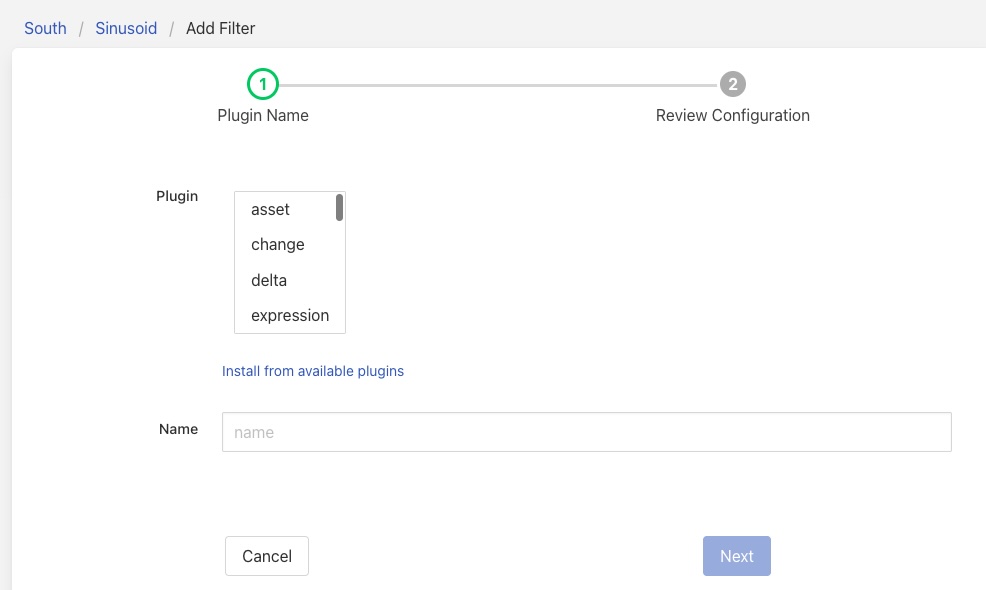 South / Sinusoid / Add Filter
1 2
Plugin Name Review Configuration
Plugin
asset
change
delta
expression
Install from available plugins
Name name
Cancel Next